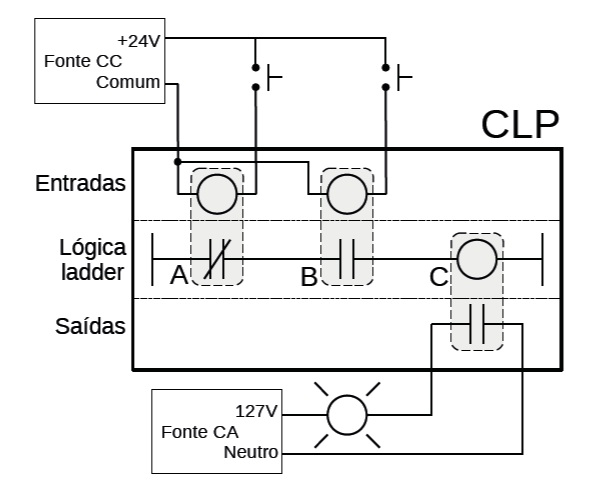 +24V
Fonte CC
Comum
CLP
Entradas
Lógica
ladder
A
B
C
Saídas
127V
Fonte CA
Neutro